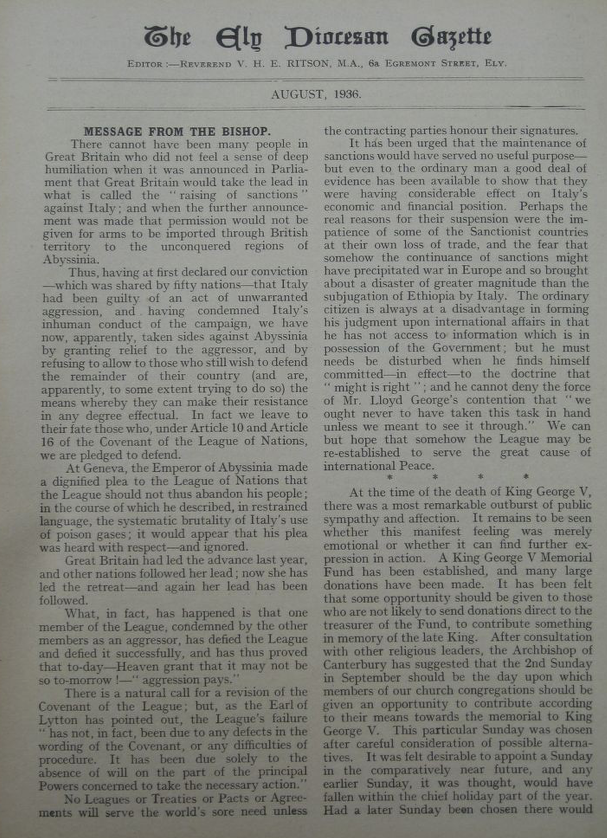 The Ely Diocesan Gazette
EDITOR :—REVEREND V. H. E. RITSON, M.A., 6a EGREMONT STREET, ELY.
AUGUST, 1936.
MESSAGE FROM THE BISHOP.
There cannot have been many people in
Great Britain who did not feel a sense of deep
humiliation when it was announced in Parlia-
ment that Great Britain would take the lead in
what is called the " raising of sanctions "
against Italy ; and when the further announce-
ment was made that permission would not be
given for arms to be imported through British
territory to the unconquered regions of
Abyssinia.
Thus, having at first declared our conviction
—which was shared by fifty nations—that Italy
had been guilty of an act of unwarranted
aggression, and having condemned Italy's
inhuman conduct of the campaign, we have
now, apparently, taken sides against Abyssinia
by granting relief to the aggressor, and by
refusing to allow to those who still wish to defend
the remainder of their country (and are,
apparently, to some extent trying to do so) the
means whereby they can make their resistance
in any degree effectual. In fact we leave to
their fate those who, under Article 10 and Article
16 of the Covenant of the League of Nations,
we are pledged to defend.
At Geneva, the Emperor of Abyssinia made
a dignified plea to the League of Nations that
the League should not thus abandon his people ;
in the course of which he described, in restrained
language, the systematic brutality of Italy's use
of poison gases ; it would appear that his plea
was heard with respect—and ignored.
Great Britain had led the advance last year,
and other nations followed her lead ; now she has
led the retreat—and again her lead has been
followed.
What, in fact, has happened is that one
member of the League, condemned by the other
members as an aggressor, has defied the League
and defied it successfully, and has thus proved
that to-day—Heaven grant that it may not be
so to-morrow !—" aggression pays."
There is a natural call for a revision of the
Covenant of the League ; but, as the Earl of
Lytton has pointed out, the League's failure
" has not, in fact, been due to any defects in the
wording of the Covenant, or any difficulties of
procedure. It has been due solely to the
absence of will on the part of the principal
Powers concerned to take the necessary action."
No Leagues or Treaties or Pacts or Agree-
ments will serve the world's sore need unless
the contracting parties honour their signatures.
It has been urged that the maintenance of
sanctions would have served no useful purpose—
but even to the ordinary man a good deal of
evidence has been available to show that they
were having considerable effect on Italy's
economic and financial position. Perhaps the
real reasons for their suspension were the im-
patience of some of the Sanctionist countries
at their own loss of trade, and the fear that
somehow the continuance of sanctions might
have precipitated war in Europe and so brought
about a disaster of greater magnitude than the
subjugation of Ethiopia by Italy. The ordinary
citizen is always at a disadvantage in forming
his judgment upon international affairs in that
he has not access to information which is in
possession of the Government ; but he must
needs be disturbed when he finds himself
committed—in effect—to the doctrine that
" might is right " ; and he cannot deny the force
of Mr. Lloyd George's contention that " we
ought never to have taken this task in hand
unless we meant to see it through." We can
but hope that somehow the League may be
re-established to serve the great cause of
international Peace.
* * * *
At the time of the death of King George V,
there was a most remarkable outburst of public
sympathy and affection. It remains to be seen
whether this manifest feeling was merely
emotional or whether it can find further ex-
pression in action. A King George V Memorial
Fund has been established, and many large
donations have been made. It has been felt
that some opportunity should be given to those
who are not likely to send donations direct to the
treasurer of the Fund, to contribute something
in memory of the late King. After consultation
with other religious leaders, the Archbishop of
Canterbury has suggested that the 2nd Sunday
in September should be the day upon which
members of our church congregations should be
given an opportunity to contribute according
to their means towards the memorial to King
George V. This particular Sunday was chosen
after careful consideration of possible alterna-
tives. It was felt desirable to appoint a Sunday
in the comparatively near future, and any
earlier Sunday, it was thought, would have
fallen within the chief holiday part of the year.
Had a later Sunday been chosen there would